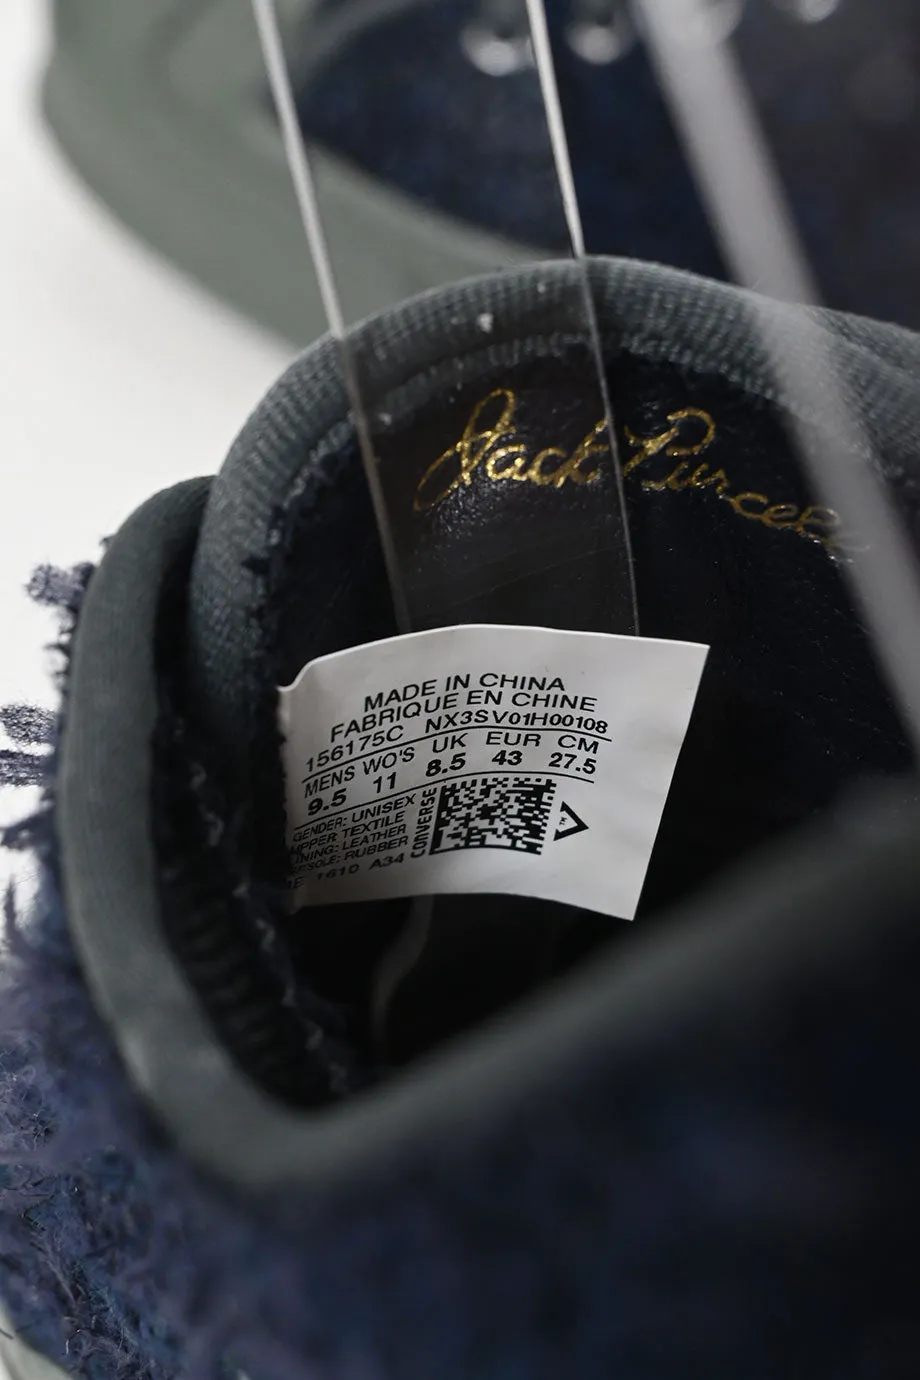 Jack Purcell
MADE IN CHINA
FABRIQUE EN CHINE
156175C NX3SV01H00108
MENS WO'S UK EUR CM
9.5 11 8.5 43 27.5
GENDER: UNISEX
UPPER: TEXTILE
LINING: LEATHER
OUTSOLE: RUBBER
1610 A34
CONVERSE